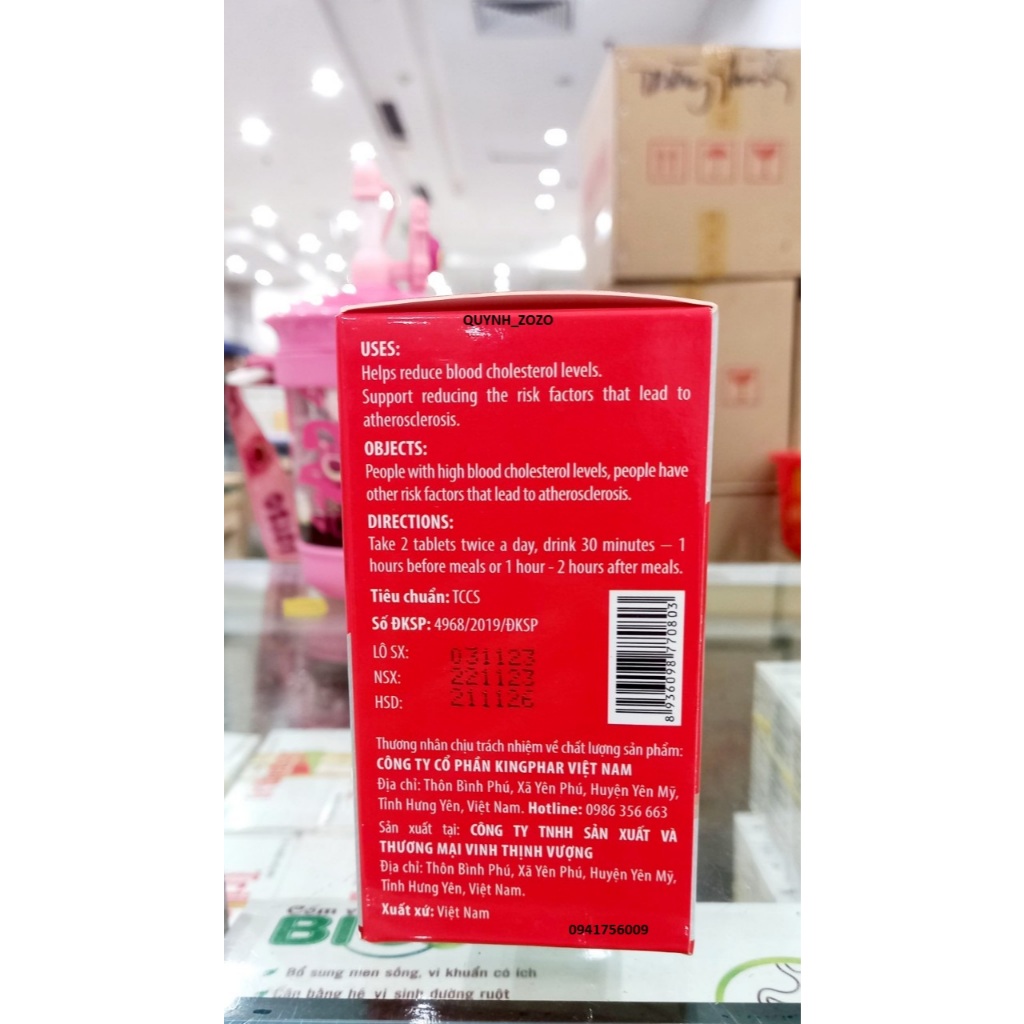 QUYNH_ZOZO
USES:
Helps reduce blood cholesterol levels.
Support reducing the risk factors that lead to
atherosclerosis.
OBJECTS:
People with high blood cholesterol levels, people have
other risk factors that lead to atherosclerosis.
DIRECTIONS:
Take 2 tablets twice a day, drink 30 minutes – 1
hours before meals or 1 hour - 2 hours after meals.
Tiêu chuẩn: TCCS
Số ĐKSP: 4968/2019/ĐKSP
LÔ SX: 031123
NSX: 221123
HSD: 211126
8936098770803
Thương nhân chịu trách nhiệm về chất lượng sản phẩm:
CÔNG TY CỔ PHẦN KINGPHAR VIỆT NAM
Địa chỉ: Thôn Bình Phú, Xã Yên Phú, Huyện Yên Mỹ,
Tỉnh Hưng Yên, Việt Nam. Hotline: 0986 356 663
Sản xuất tại: CÔNG TY TNHH SẢN XUẤT VÀ
THƯƠNG MẠI VINH THỊNH VƯỢNG
Địa chỉ: Thôn Bình Phú, Xã Yên Phú, Huyện Yên Mỹ,
Tỉnh Hưng Yên, Việt Nam.
Xuất xứ: Việt Nam
0941756009
Cốm
Bổ sung men sống, vi khuẩn có ích
Cân bằng hệ vi sinh đường ruột